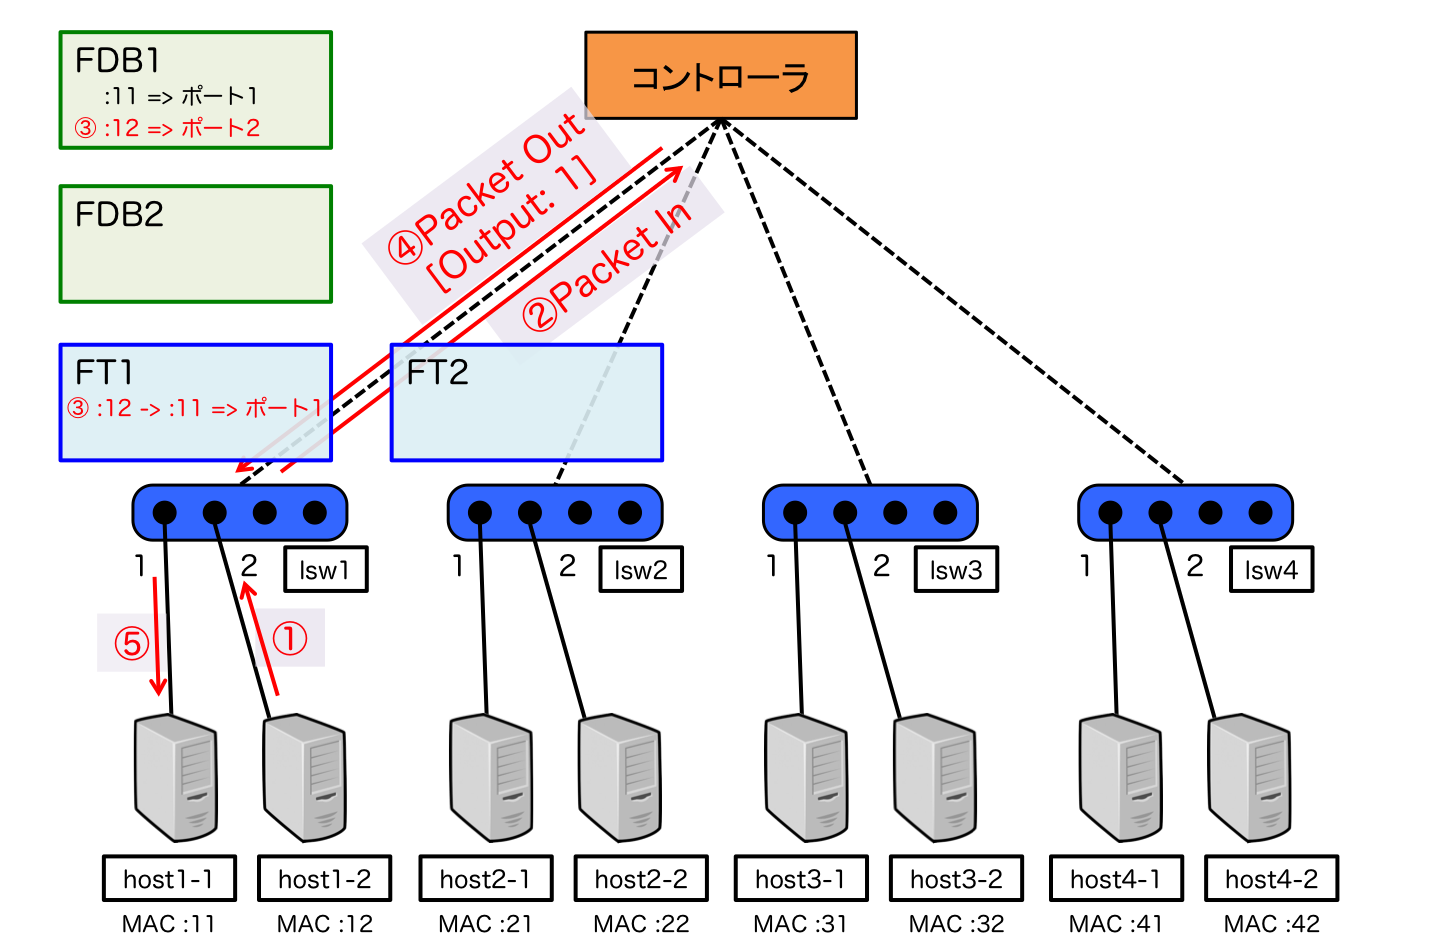 FDB1
:11 => ポート1
③ :12 => ポート2
コントローラ
FDB2
④Packet Out
[Output: 1]
②Packet In
FT1
③ :12 -> :11 => ポート1
FT2
1
2
lsw1
1
2
lsw2
1
2
lsw3
1
2
lsw4
⑤
①
host1-1
host1-2
host2-1
host2-2
host3-1
host3-2
host4-1
host4-2
MAC :11
MAC :12
MAC :21
MAC :22
MAC :31
MAC :32
MAC :41
MAC :42